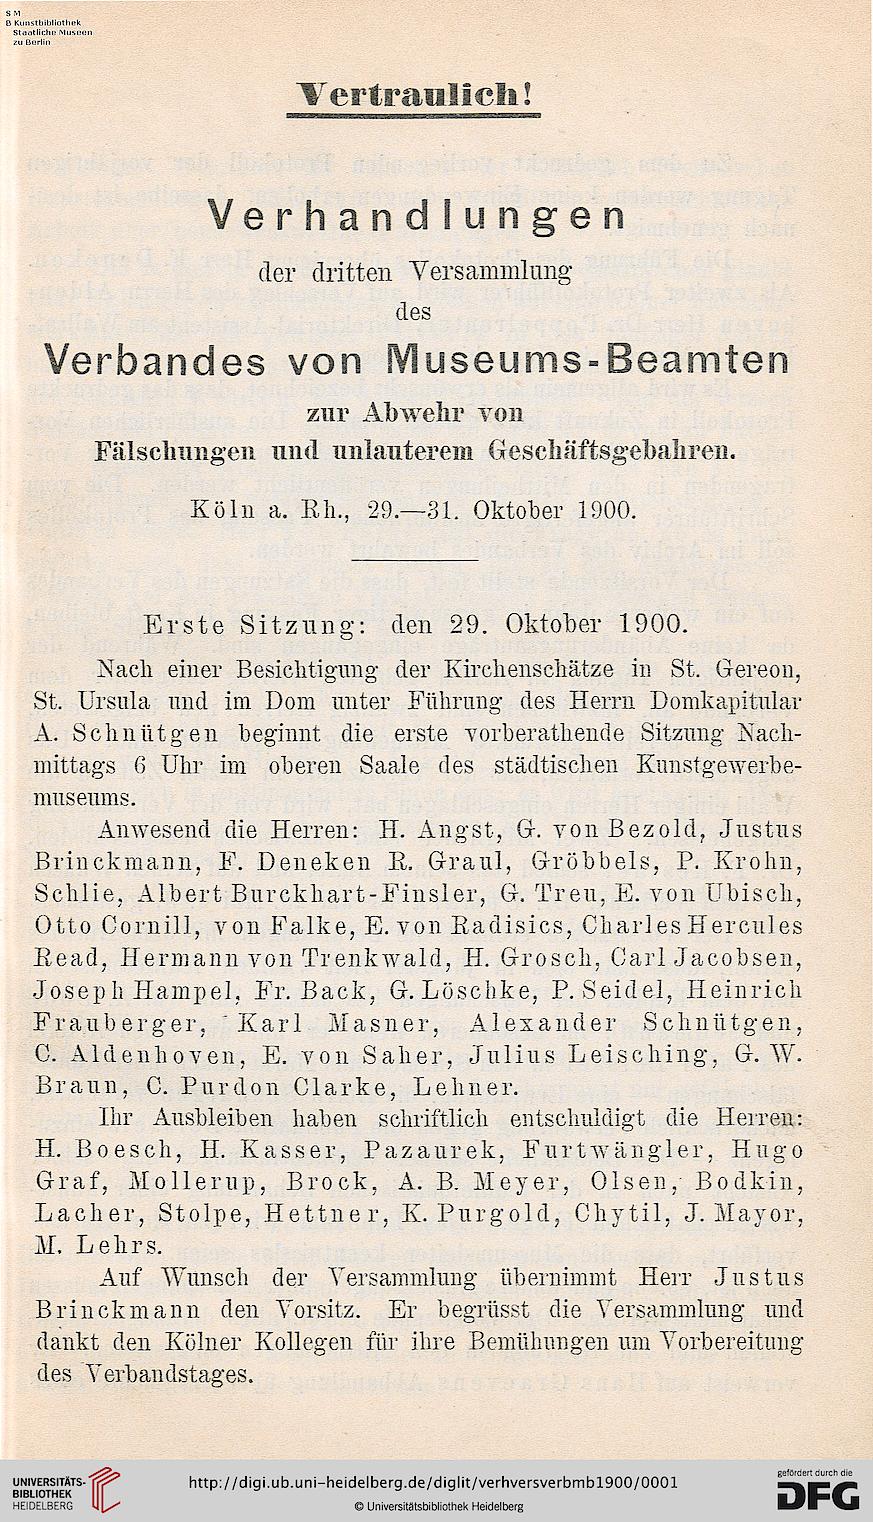 S M
B Kunstbibliothek
Staatliche Museen
zu Berlin
Vertraulich!
Verhandlungen
der dritten Versammlung
des
Verbandes von Museums-Beamten
zur Abwehr von
Fälschungen und unlauterem Geschäftsgebahren.
Köln a. Rh., 29.—31. Oktober 1900.
Erste Sitzung: den 29. Oktober 1900.
Nach einer Besichtigung der Kirchenschätze in St. Gereon,
St. Ursula und im Dom unter Führung des Herrn Domkapitular
A. Schnütgen beginnt die erste vorberathende Sitzung Nach-
mittags 6 Uhr im oberen Saale des städtischen Kunstgewerbe-
museums.
Anwesend die Herren: H. Angst, G. von Bezold, Justus
Brinckmann, F. Deneken R. Graul, Gröbbels, P. Krohn,
Schlie, Albert Burckhart-Finsler, G. Treu, E. von Ubisch,
Otto Cornill, von Falke, E. von Radisics, Charles Hercules
Read, Hermann von Trenkwald, H. Grosch, Carl Jacobsen,
Joseph Hampel, Fr. Back, G. Löschke, P. Seidel, Heinrich
Frauberger, Karl Masner, Alexander Schnütgen,
C. Aldenhoven, E. von Saher, Julius Leisching, G. W.
Braun, C. Purdon Clarke, Lehner.
Ihr Ausbleiben haben schriftlich entschuldigt die Herren:
H. Boesch, H. Kasser, Pazaurek, Furtwängler, Hugo
Graf, Mollerup, Brock, A. B. Meyer, Olsen, Bodkin,
Lacher, Stolpe, Hettner, K. Purgold, Chytil, J. Mayor,
M. Lehrs.
Auf Wunsch der Versammlung übernimmt Herr Justus
Brinckmann den Vorsitz. Er begrüsst die Versammlung und
dankt den Kölner Kollegen für ihre Bemühungen um Vorbereitung
des Verbandstages.
UNIVERSITÄTS-
BIBLIOTHEK
HEIDELBERG
http://digi.ub.uni-heidelberg.de/diglit/verhversverbmb1900/0001
© Universitätsbibliothek Heidelberg
gefördert durch die
DFG